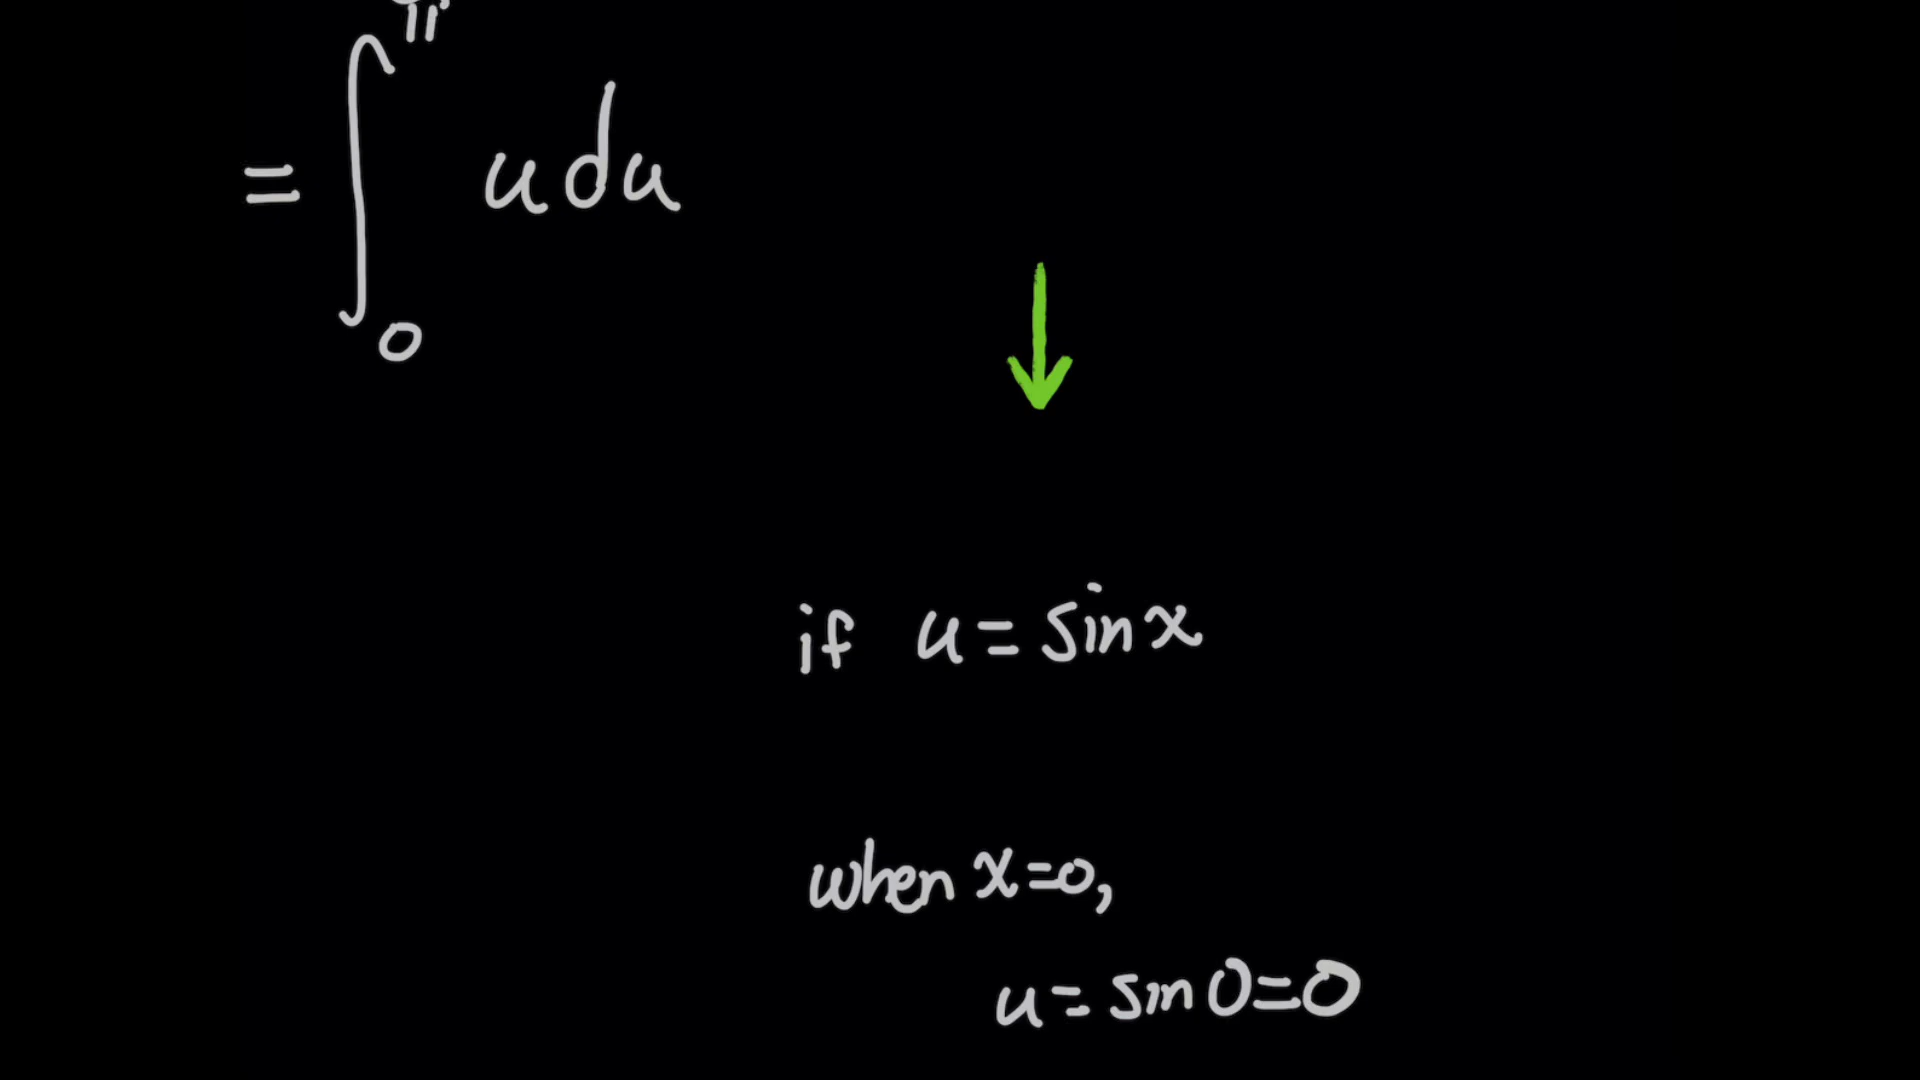 = ∫₀^π u du
if u = sin x
when x=0,
u = sin 0=0